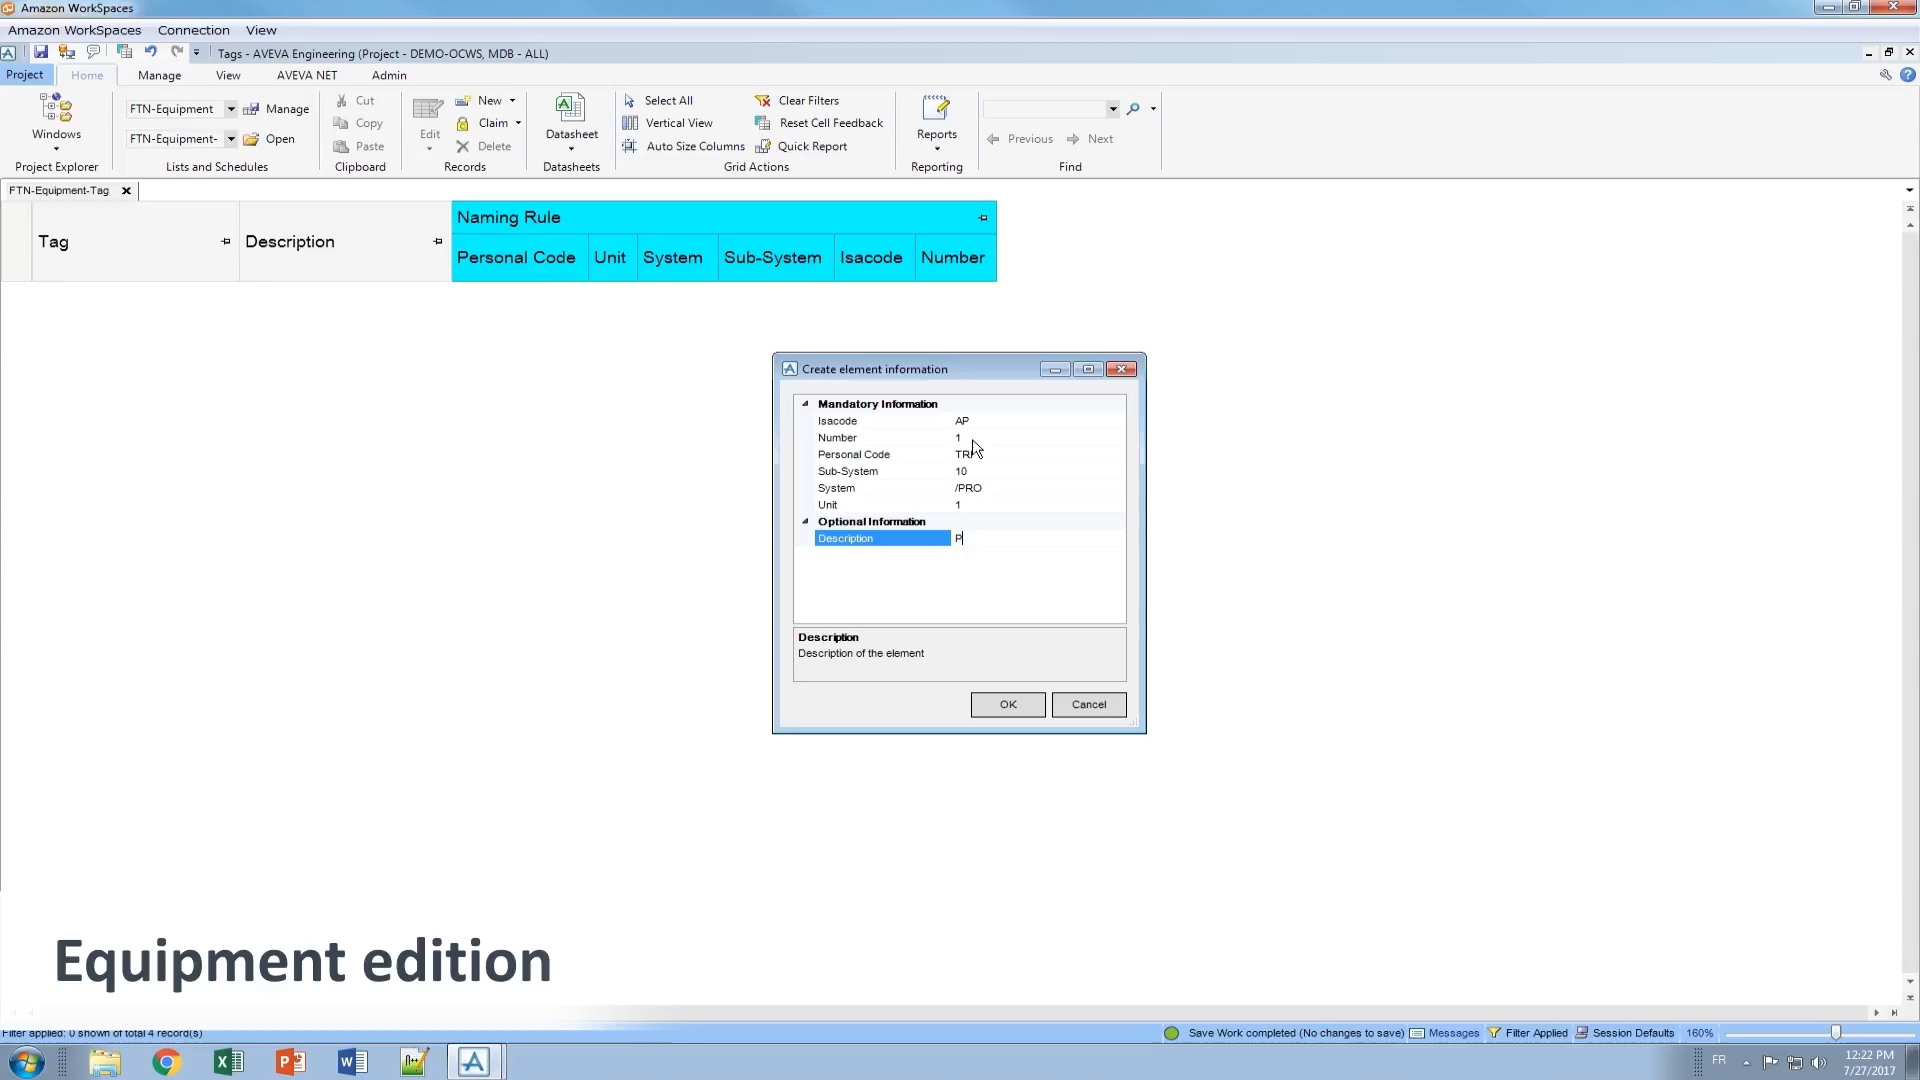 Amazon WorkSpaces
Amazon WorkSpaces Connection View
Tags - AVEVA Engineering (Project - DEMO-OCWS, MDB - ALL)
Project Home Manage View AVEVA NET Admin
FTN-Equipment Manage Cut New Select All Clear Filters
Copy Claim Vertical View Reset Cell Feedback
Windows FTN-Equipment- Open Edit Datasheet Reports Previous Next
Paste Delete Auto Size Columns Quick Report
Project Explorer Lists and Schedules Clipboard Records Datasheets Grid Actions Reporting Find
FTN-Equipment-Tag
Naming Rule
Tag Description
Personal Code Unit System Sub-System Isacode Number
Create element information
Mandatory Information
Isacode AP
Number 1
Personal Code
Sub-System 10
System /PRO
Unit 1
Optional Information
Description P
Description
Description of the element
OK Cancel
Equipment edition
Filter applied: 0 shown of total 4 record(s) Save Work completed (No changes to save) Messages Filter Applied Session Defaults 160%
FR 12:22 PM
7/27/2017